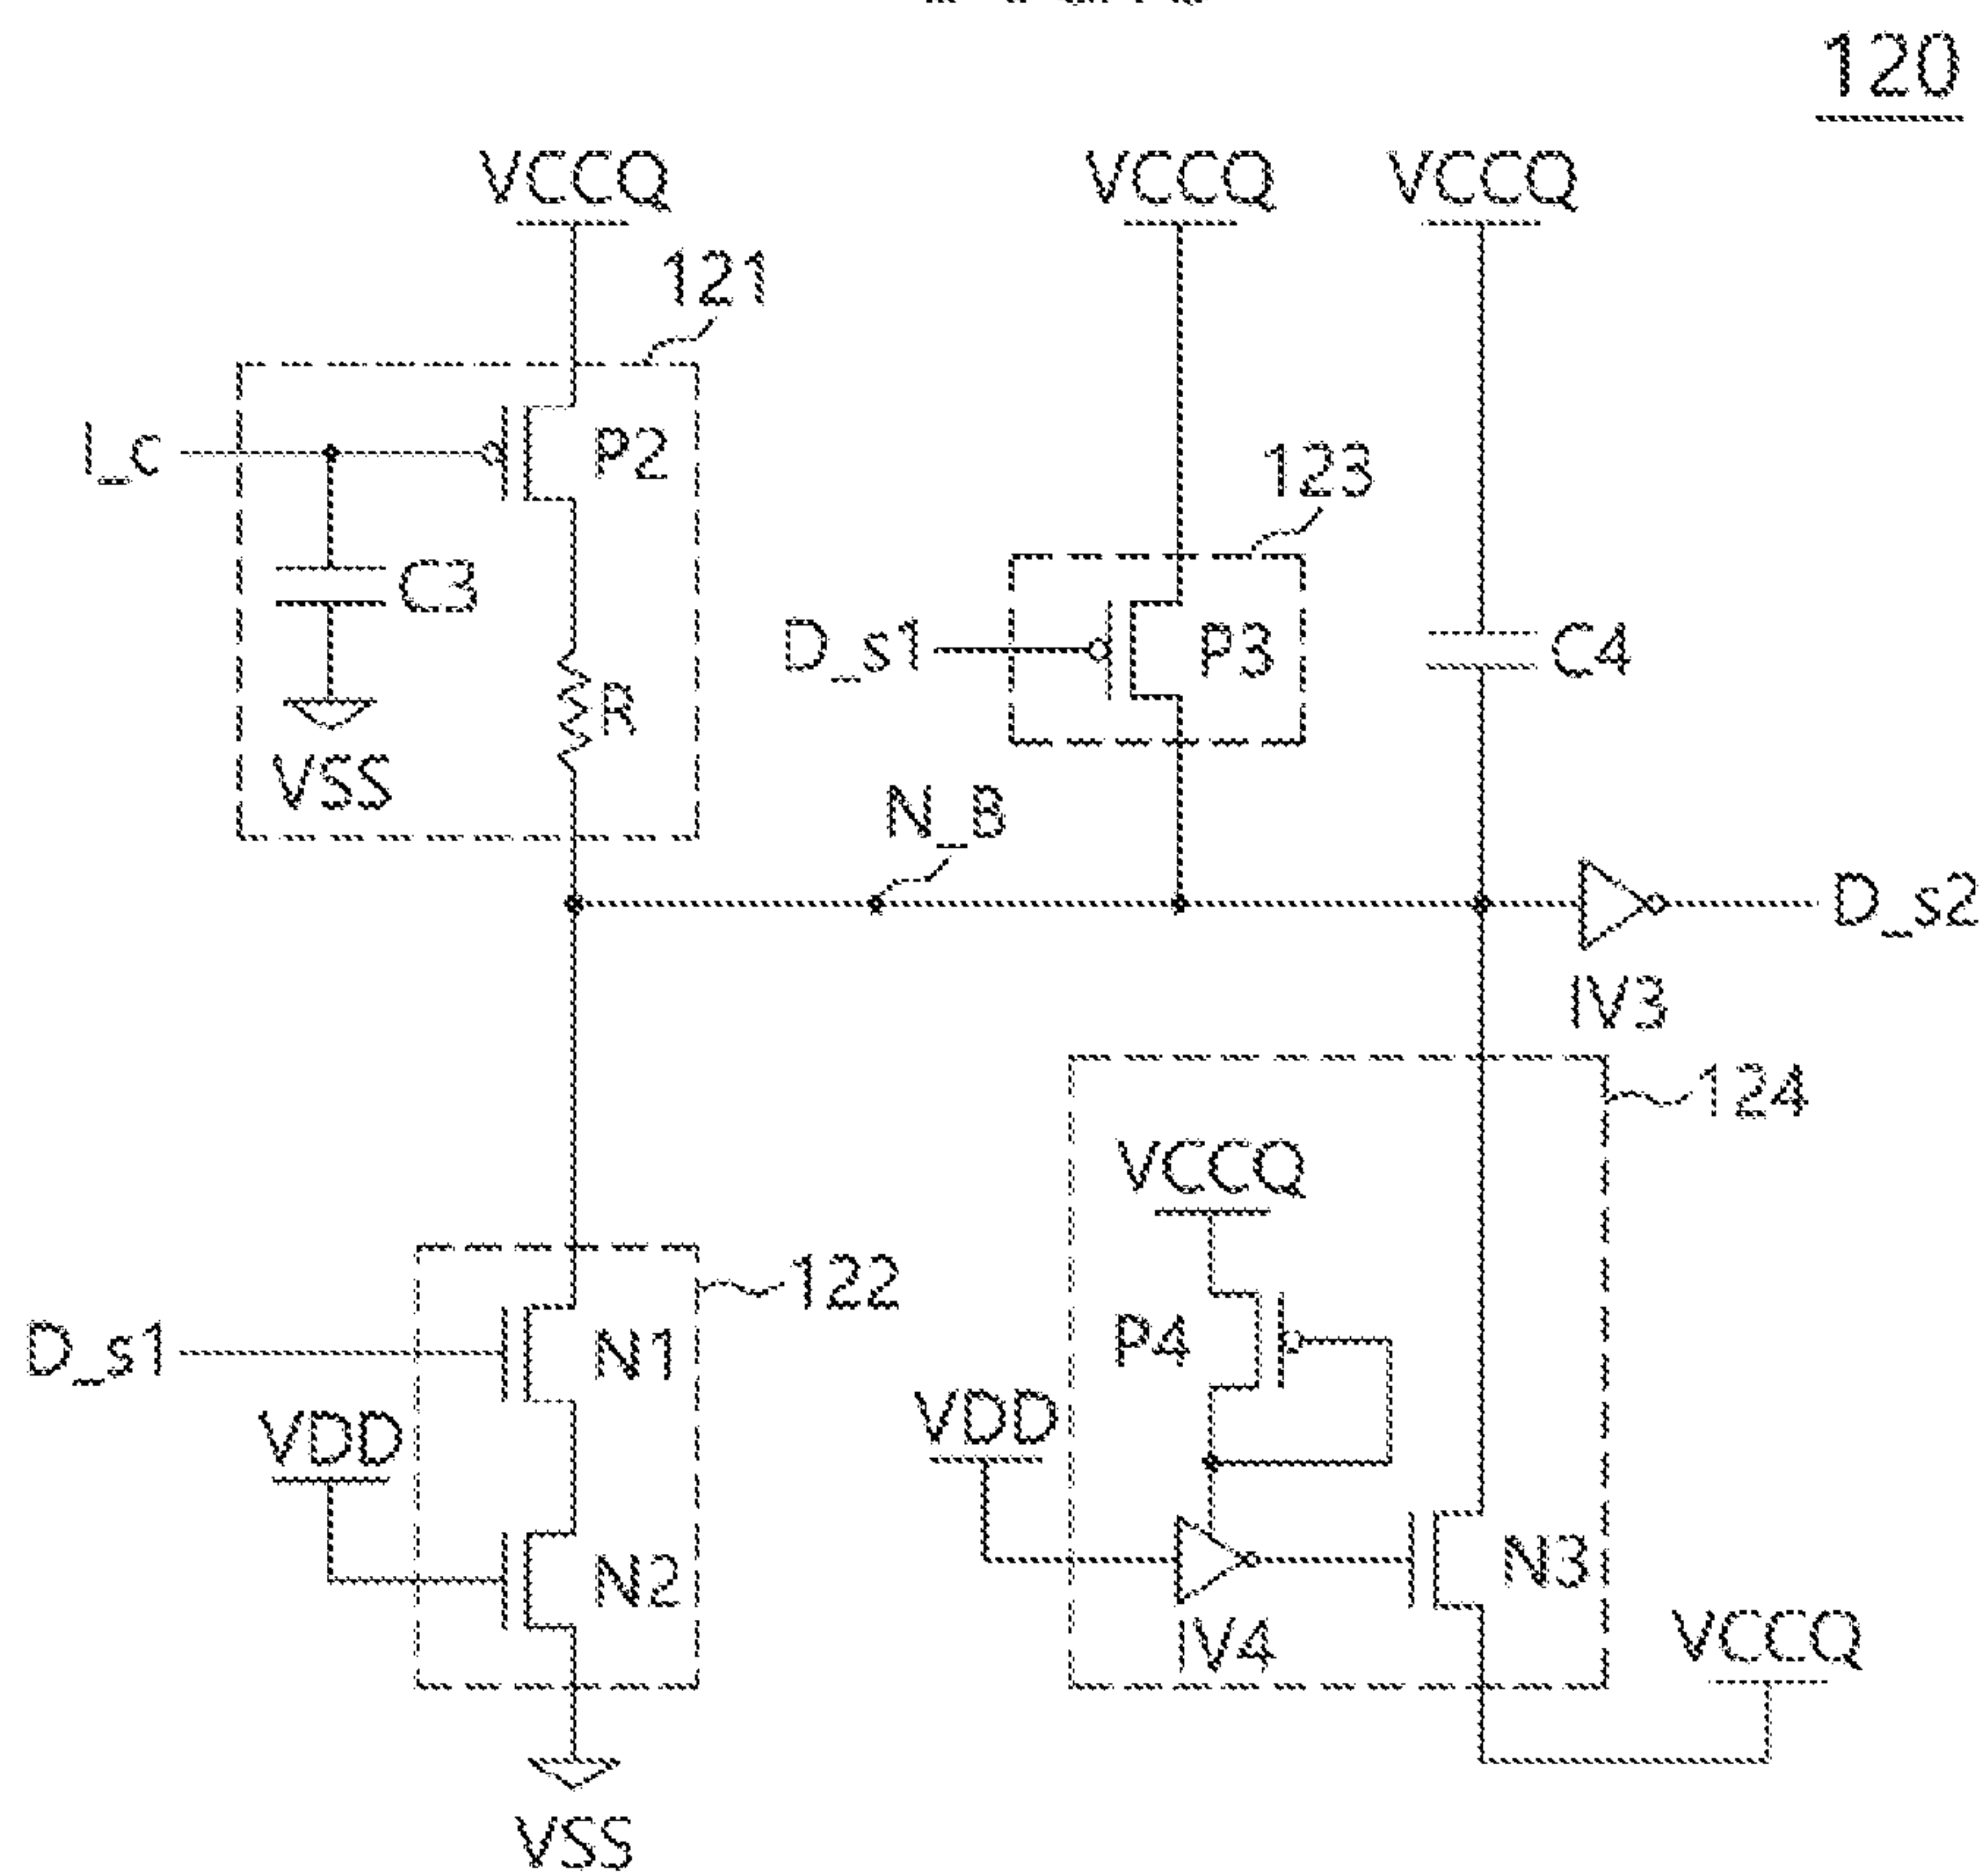 120
VCCQ VCCQ VCCQ
121
I_c P2
123
C3
D_s1 P3 C4
R
VSS
N_B
D_s2
IV3
124
VCCQ
122
D_s1 N1 P4
VDD VDD
N2 N3
IV4 VCCQ
VSS